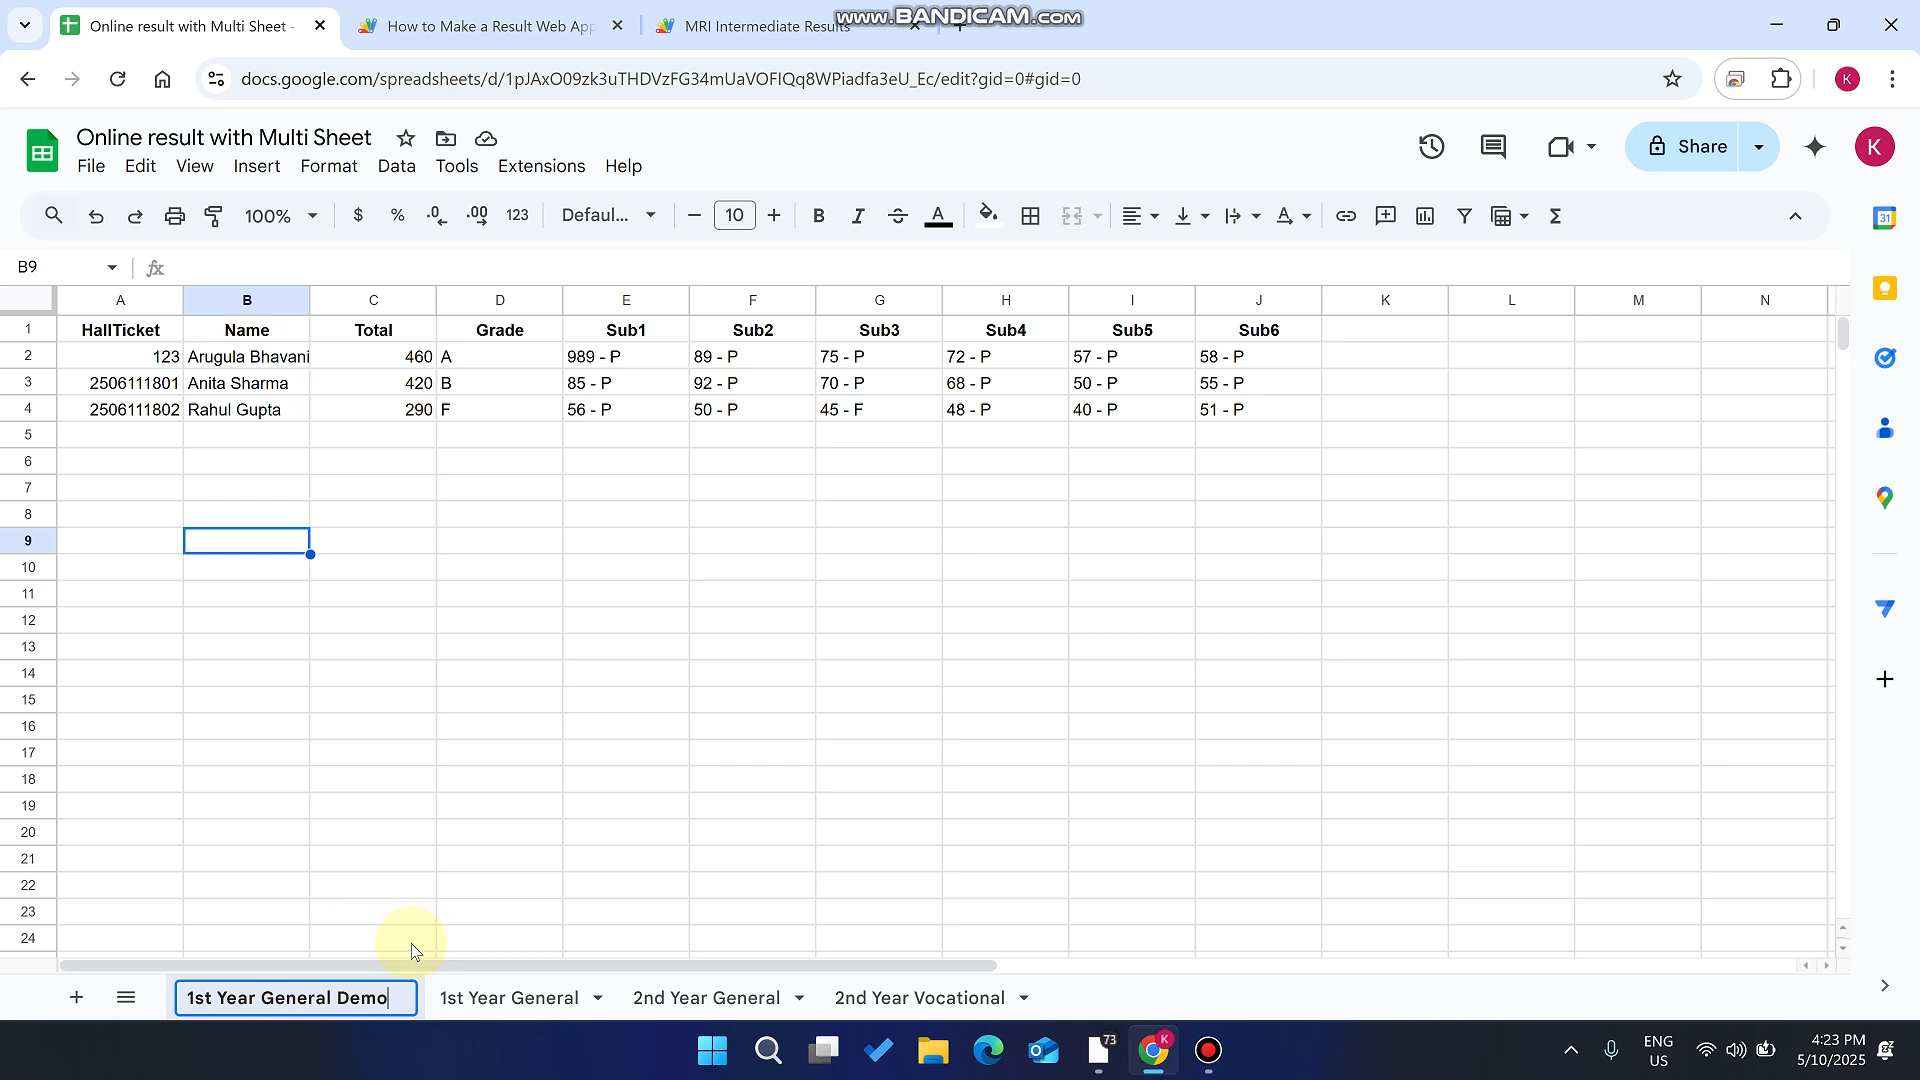 Online result with Multi Sheet -
How to Make a Result Web App
MRI Intermediate Results
www.BANDICAM.com
docs.google.com/spreadsheets/d/1pJAxO09zk3uTHDVzFG34mUaVOFIQq8WPiadfa3eU_Ec/edit?gid=0#gid=0
K
Online result with Multi Sheet
File Edit View Insert Format Data Tools Extensions Help
Share
K
100% $ % .0 .00 123 Defaul... 10 B I A
31
B9 fx
A B C D E F G H I J K L M N
1 HallTicket Name Total Grade Sub1 Sub2 Sub3 Sub4 Sub5 Sub6
2 123 Arugula Bhavani 460 A 989 - P 89 - P 75 - P 72 - P 57 - P 58 - P
3 2506111801 Anita Sharma 420 B 85 - P 92 - P 70 - P 68 - P 50 - P 55 - P
4 2506111802 Rahul Gupta 290 F 56 - P 50 - P 45 - F 48 - P 40 - P 51 - P
5
6
7
8
9
10
11
12
13
14
15
16
17
18
19
20
21
22
23
24
1st Year General Demo 1st Year General 2nd Year General 2nd Year Vocational
73
K
ENG
US
4:23 PM
5/10/2025